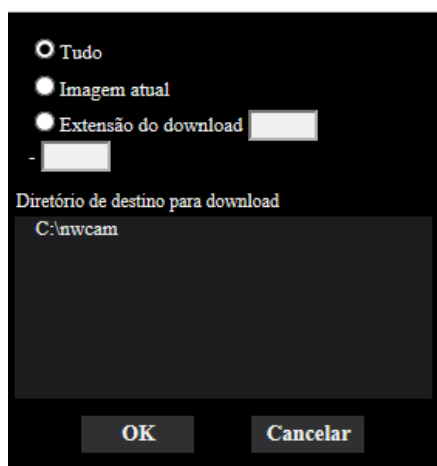 Tudo
Imagem atual
Extensão do download
-
Diretório de destino para download
C:\nwcam
OK Cancelar